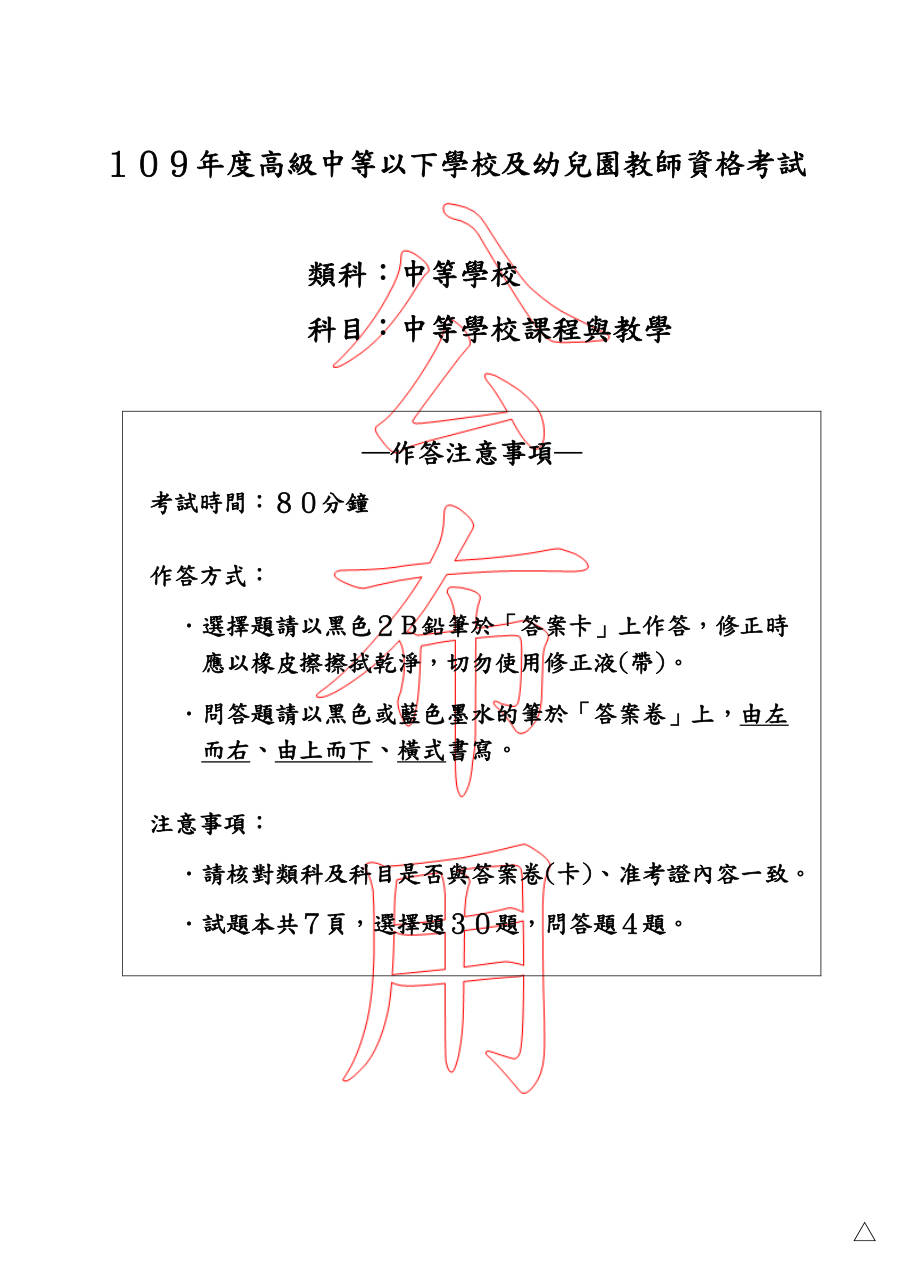 109年度高級中等以下學校及幼兒園教師資格考試
類科：中等學校
科目：中等學校課程與教學
—作答注意事項—
考試時間：80分鐘
作答方式：
．選擇題請以黑色2B鉛筆於「答案卡」上作答，修正時
應以橡皮擦擦拭乾淨，切勿使用修正液(帶)。
．問答題請以黑色或藍色墨水的筆於「答案卷」上，由左
而右、由上而下、橫式書寫。
注意事項：
．請核對類科及科目是否與答案卷(卡)、准考證內容一致。
．試題本共7頁，選擇題30題，問答題4題。
公布用